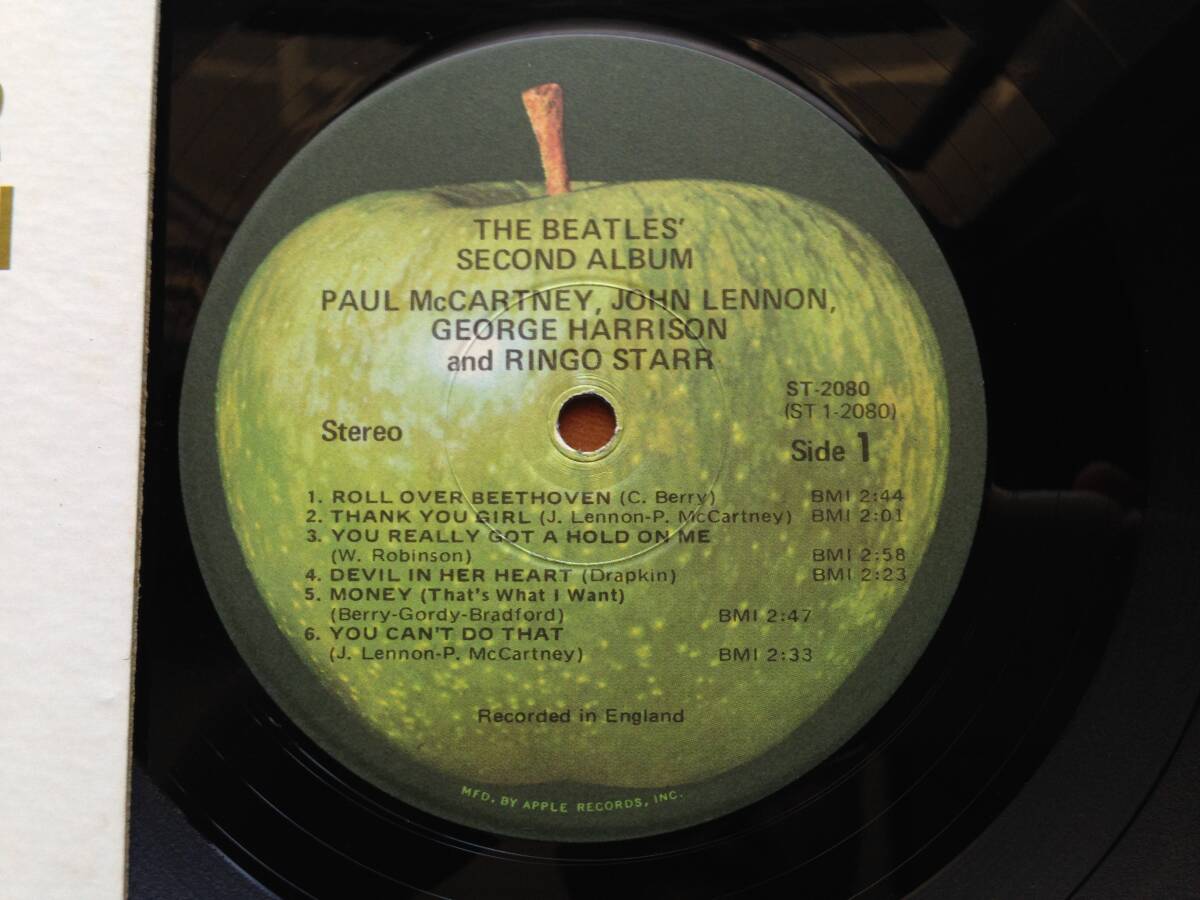 THE BEATLES'
SECOND ALBUM
PAUL McCARTNEY, JOHN LENNON,
GEORGE HARRISON
and RINGO STARR
ST-2080
(ST 1-2080)
Stereo
Side 1
1. ROLL OVER BEETHOVEN (C. Berry) BMI 2:44
2. THANK YOU GIRL (J. Lennon-P. McCartney) BMI 2:01
3. YOU REALLY GOT A HOLD ON ME
(W. Robinson) BMI 2:58
4. DEVIL IN HER HEART (Drapkin) BMI 2:23
5. MONEY (That's What I Want)
(Berry-Gordy-Bradford) BMI 2:47
6. YOU CAN'T DO THAT
(J. Lennon-P. McCartney) BMI 2:33
Recorded in England
MFD. BY APPLE RECORDS, INC.